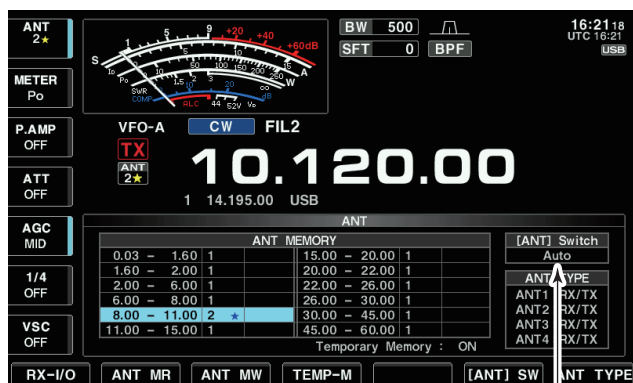 ANT
2★
BW 500
16:21 18
UTC 16:21
SFT 0 BPF
USB
S 1 5 9 +20 +40 +60dB
Po 10 50 100 150 200 250 W A
SWR 1 1.5 2 3 ∞
COMP 0 10 20 dB
ALC 44 52V VD
METER
Po
P.AMP
OFF
VFO-A CW FIL2
TX
ANT
2★
10.120.00
1 14.195.00 USB
ATT
OFF
AGC
MID
1/4
OFF
VSC
OFF
ANT
ANT MEMORY
0.03 – 1.60 1 15.00 – 20.00 1
1.60 – 2.00 1 20.00 – 22.00 1
2.00 – 6.00 1 22.00 – 26.00 1
6.00 – 8.00 1 26.00 – 30.00 1
8.00 – 11.00 2 ★ 30.00 – 45.00 1
11.00 – 15.00 1 45.00 – 60.00 1
Temporary Memory : ON
[ANT] Switch
Auto
ANT TYPE
ANT1 RX/TX
ANT2 RX/TX
ANT3 RX/TX
ANT4 RX/TX
RX-I/O ANT MR ANT MW TEMP-M [ANT] SW ANT TYPE